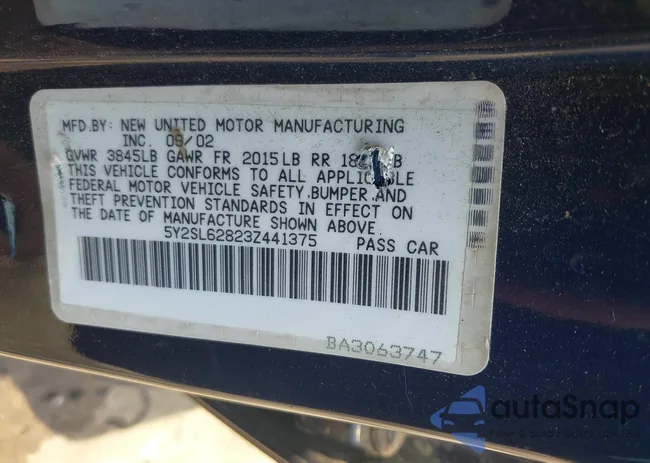 MFD.BY: NEW UNITED MOTOR MANUFACTURING
INC. 09/02
GVWR 3845LB GAWR FR 2015LB RR
THIS VEHICLE CONFORMS TO ALL APPLICABLE
FEDERAL MOTOR VEHICLE SAFETY.BUMPER.AND
THEFT PREVENTION STANDARDS IN EFFECT ON
THE DATE OF MANUFACTURE SHOWN ABOVE.
5Y2SL62823Z441375 PASS CAR
BA3063747
autoSnap